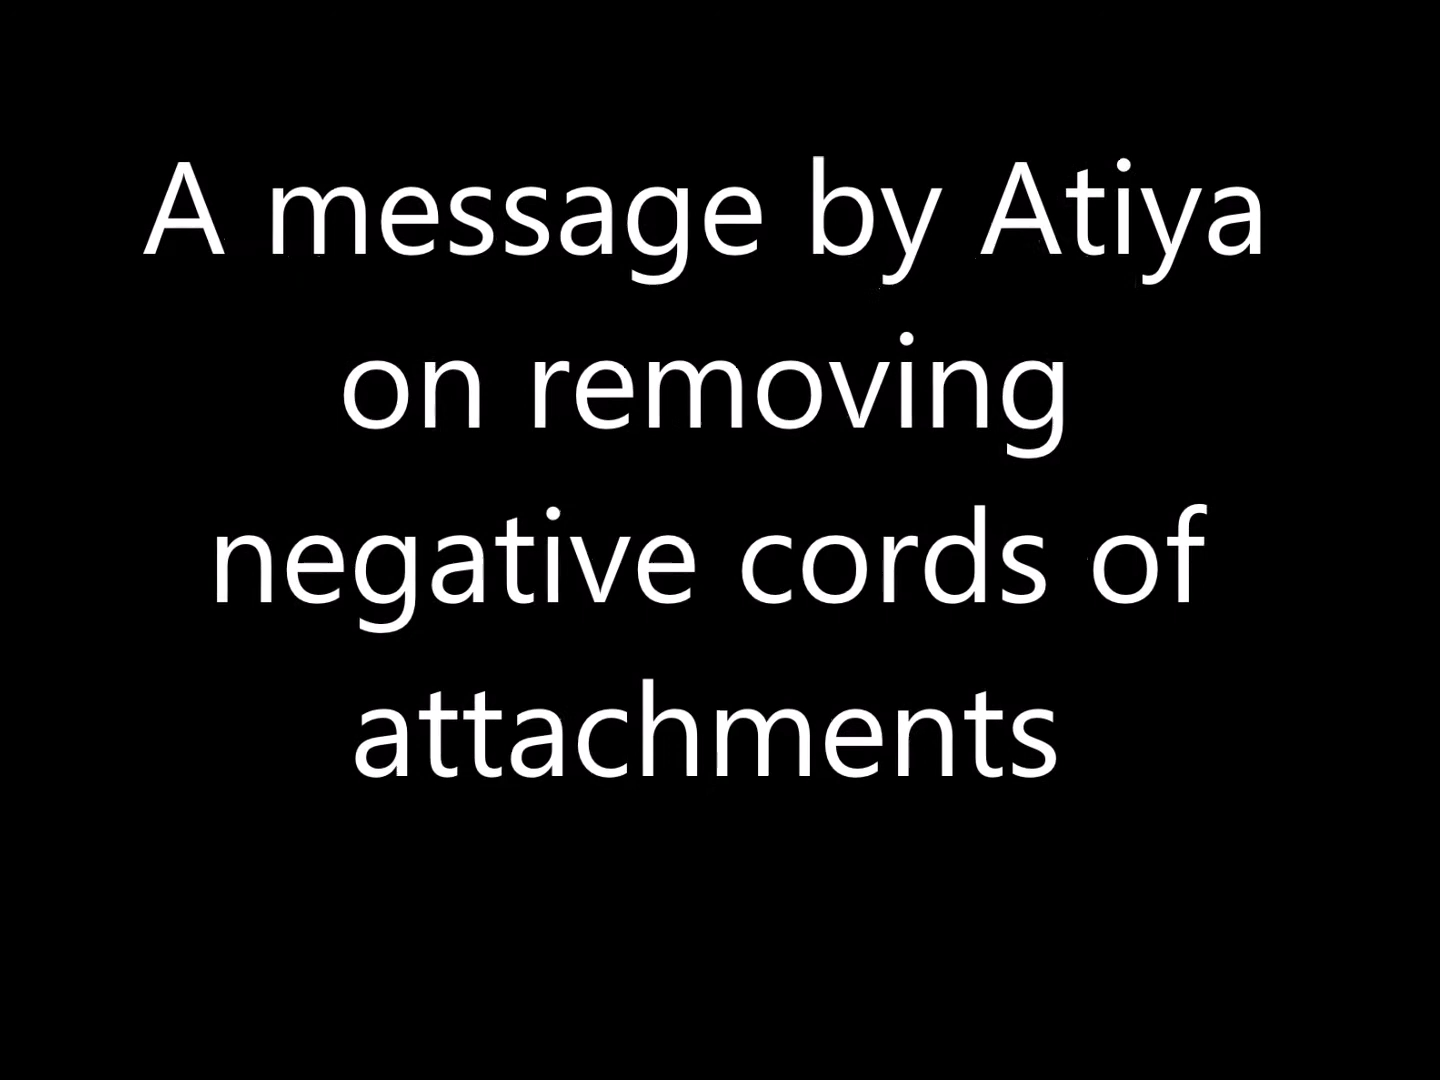 A message by Atiya
on removing
negative cords of
attachments